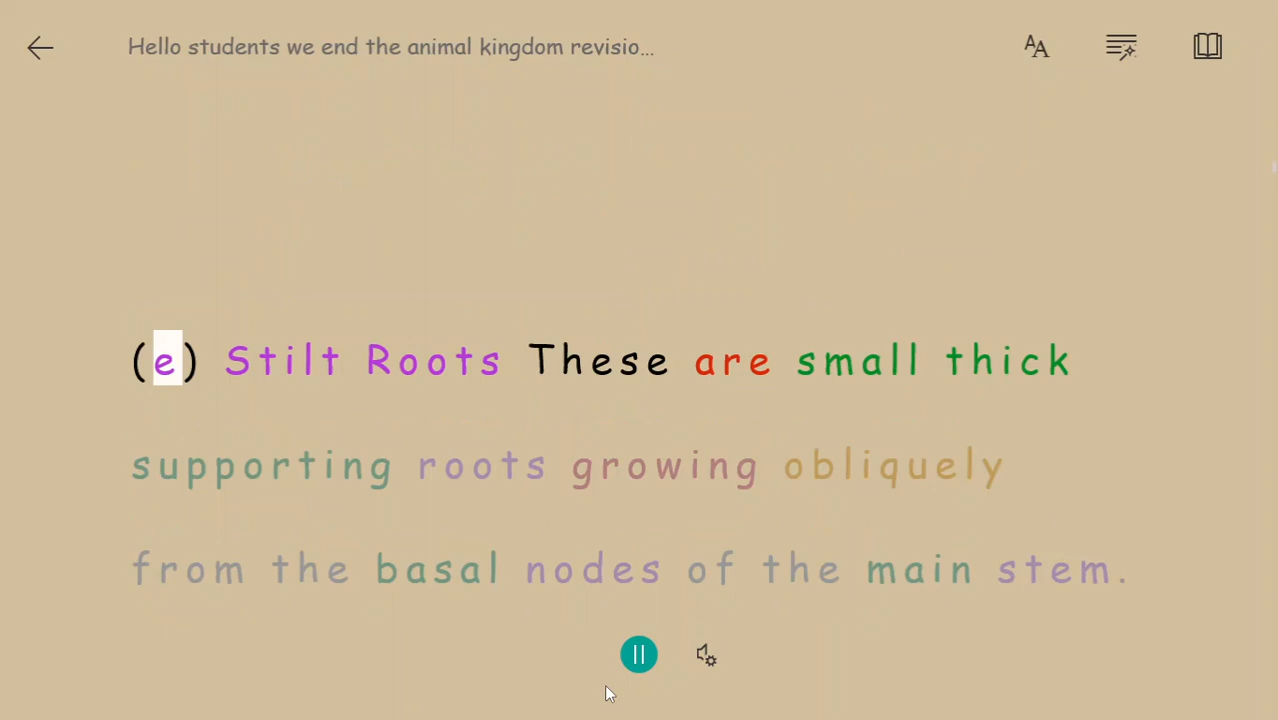 Hello students we end the animal kingdom revisio...
(e) Stilt Roots These are small thick
supporting roots growing obliquely
from the basal nodes of the main stem.